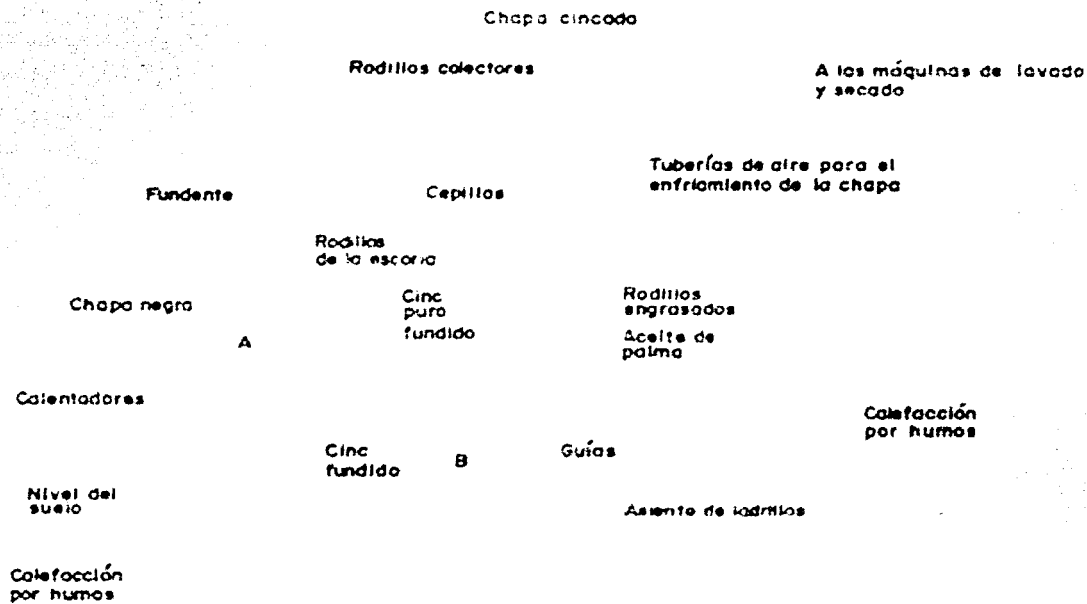 Chapa cincada
Rodillos colectores
A las máquinas de lavado
y secado
Tuberías de aire para el
enfriamiento de la chapa
Fundente
Cepillos
Rodillos
de la escoria
Chapa negra
Cinc
puro
fundido
Rodillos
engrasados
A
Aceite de
palma
Calentadores
Calefacción
por humos
Cinc
fundido
B
Guías
Nivel del
suelo
Asiento de ladrillos
Calefacción
por humos